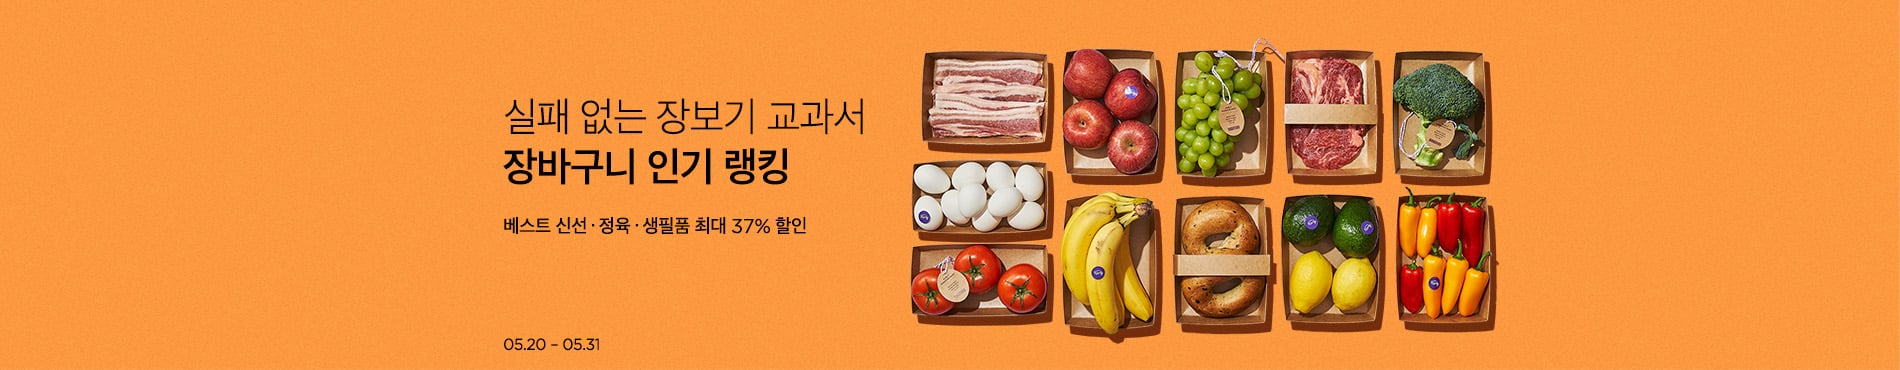 실패 없는 장보기 교과서
장바구니 인기 랭킹
베스트 신선 · 정육 · 생필품 최대 37% 할인
05.20 – 05.31